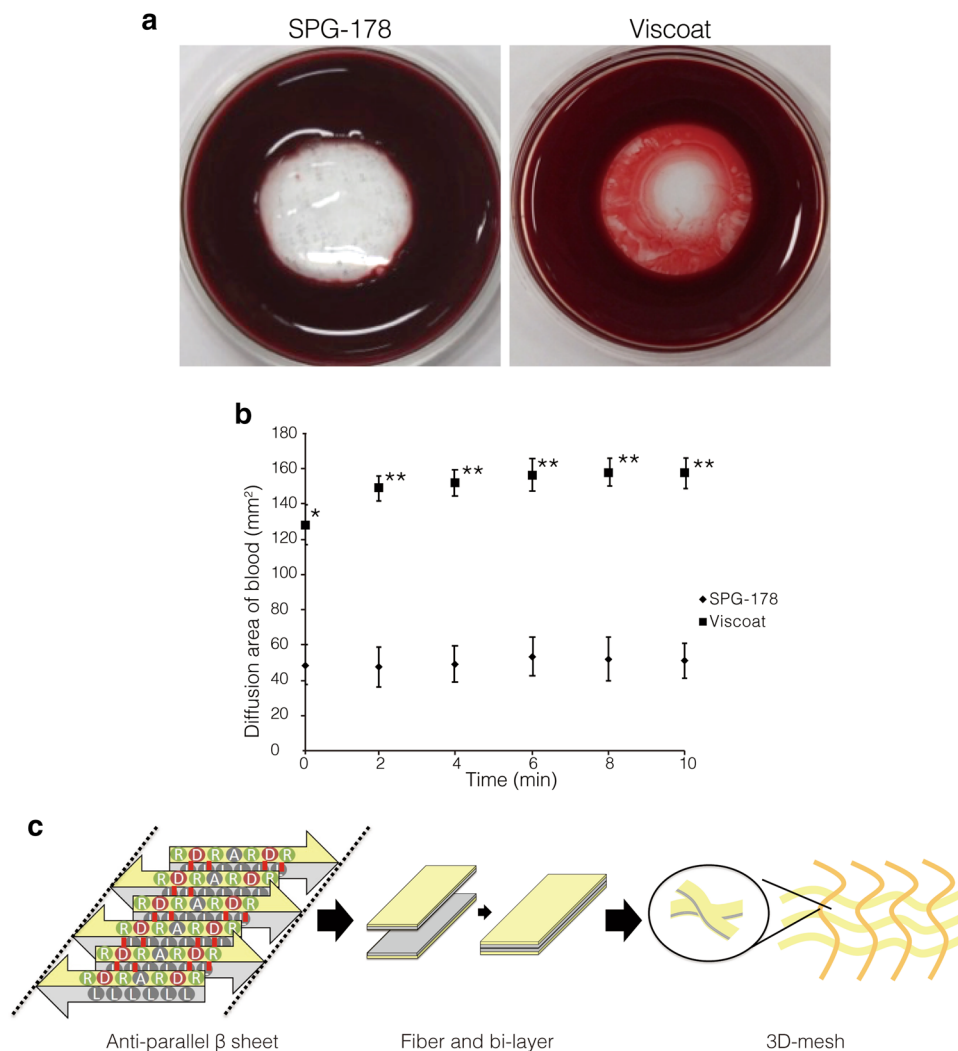 a
SPG-178 Viscoat
b
Diffusion area of blood (mm²)
180
160
140
120
100
80
60
40
20
0
*
**
**
**
**
**
SPG-178
Viscoat
0 2 4 6 8 10
Time (min)
c
R D R A R D R
R D R A R D R
R D R A R D R
R D R A R D R
R D R A R D R
R D R A R D R
L L L L L L L
Anti-parallel β sheet Fiber and bi-layer 3D-mesh